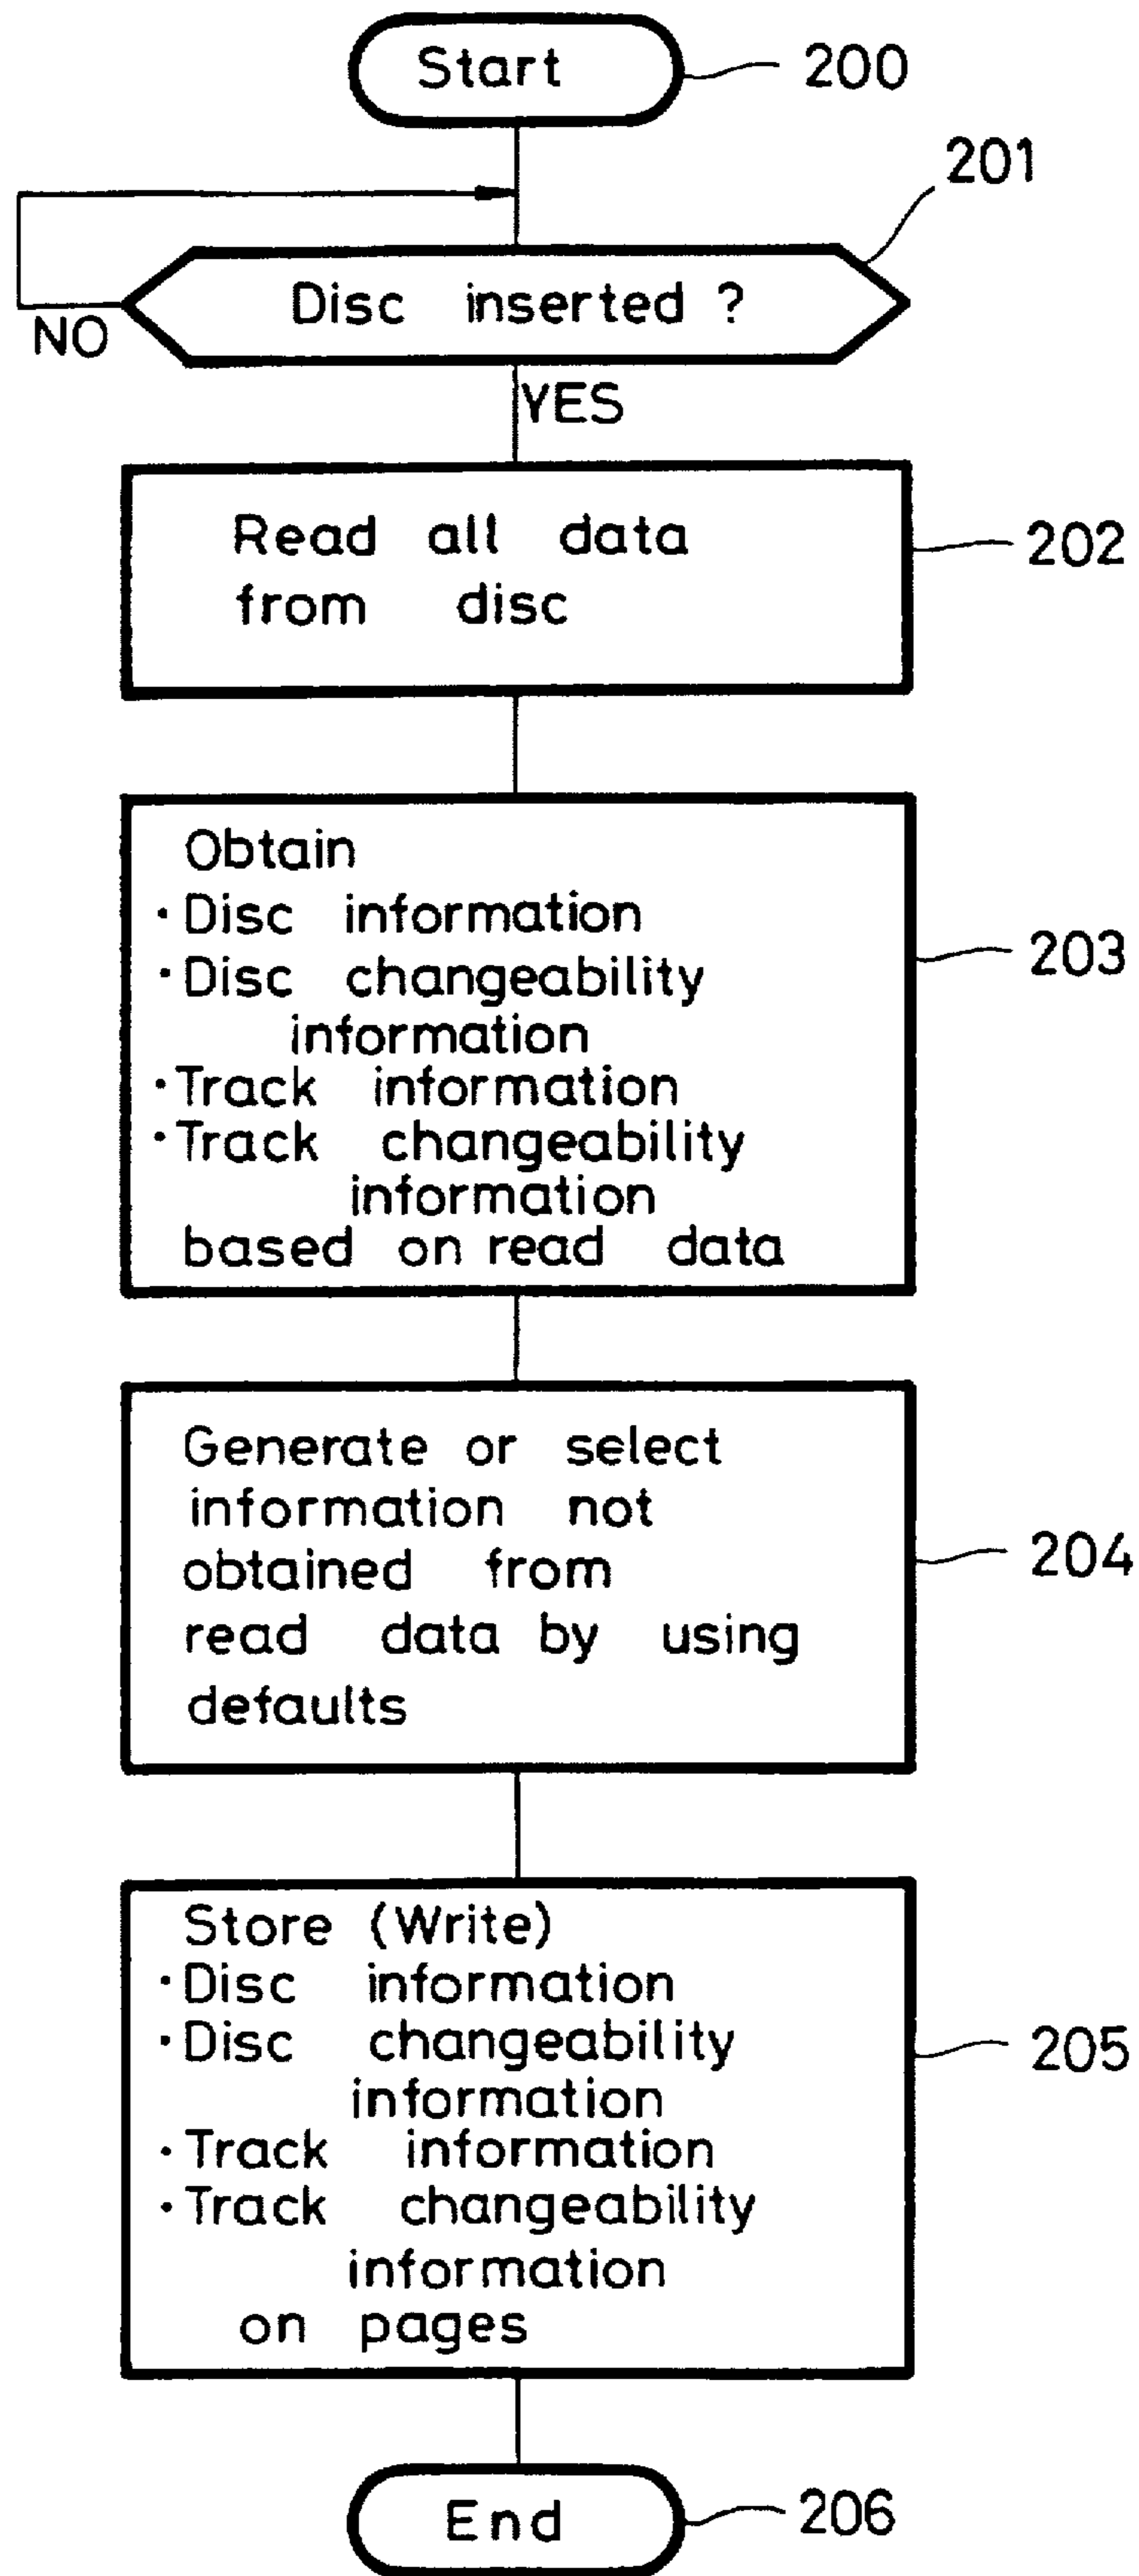 Start
200
201
Disc inserted ?
NO
YES
Read all data
from disc
202
Obtain
·Disc information
·Disc changeability
information
·Track information
·Track changeability
information
based on read data
203
Generate or select
information not
obtained from
read data by using
defaults
204
Store (Write)
·Disc information
·Disc changeability
information
·Track information
·Track changeability
information
on pages
205
End
206